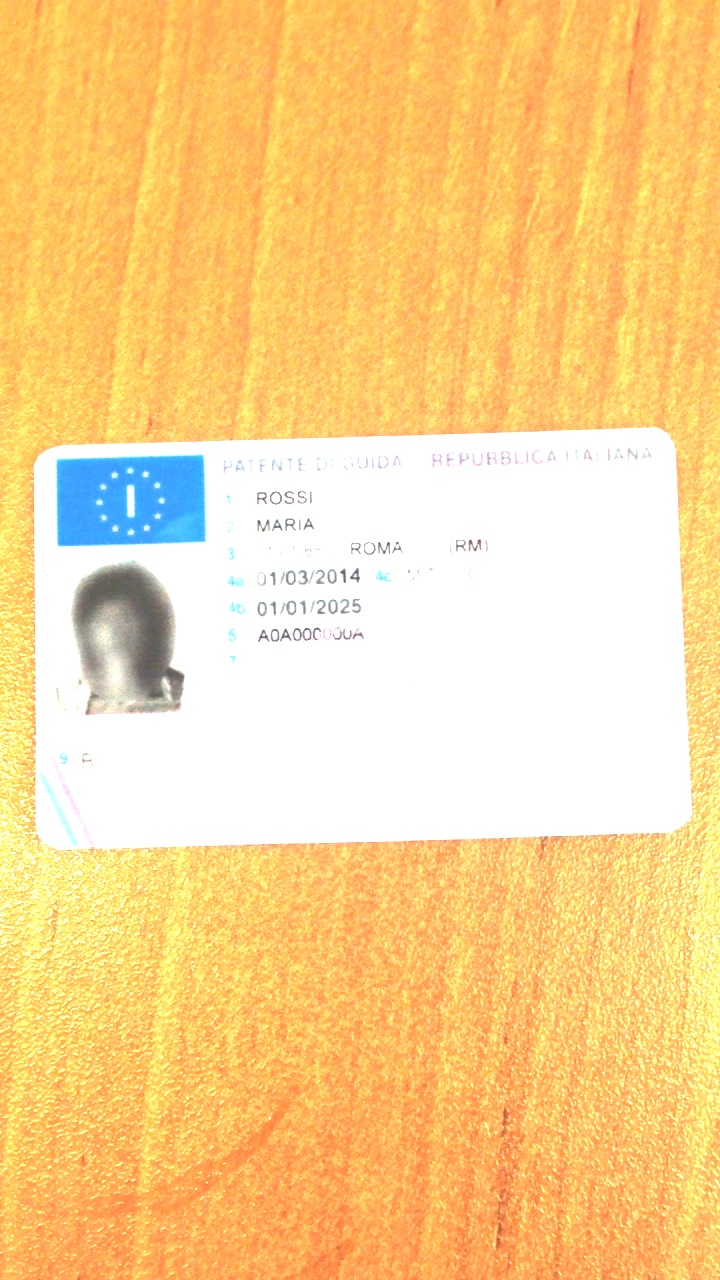 I
PATENTE DI GUIDA REPUBBLICA ITALIANA
1 ROSSI
2 MARIA
3 ROMA (RM)
4a 01/03/2014 4c
4b 01/01/2025
5 A0A000000A
7
9 B